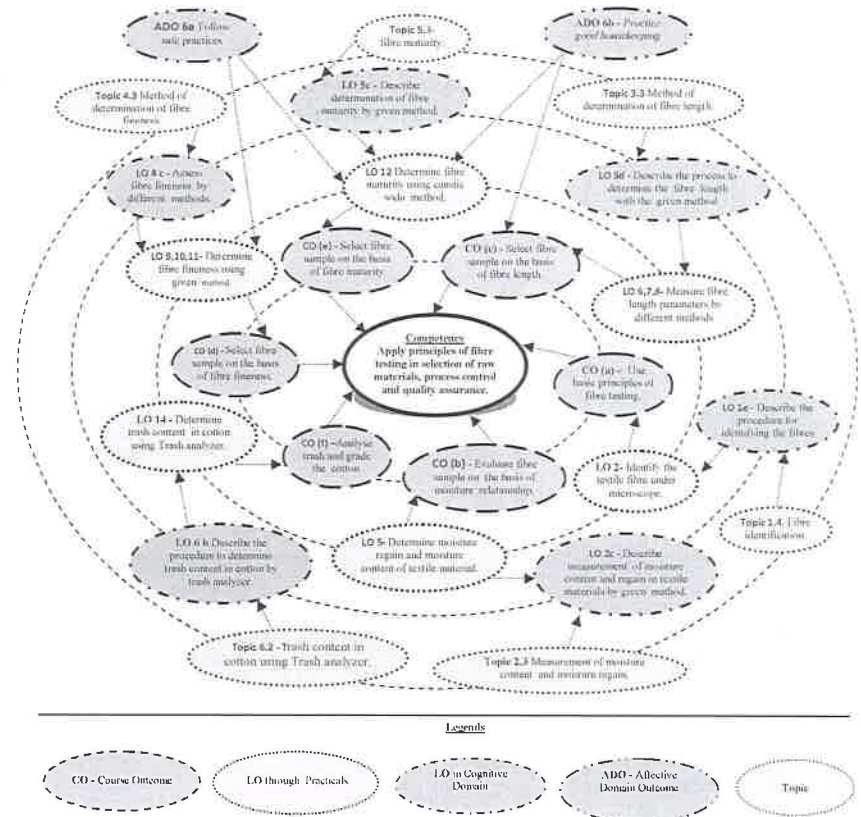 ADO 6a Follow
safe practices
Topic 5.3-
fibre maturity
ADO 6b - Practice
good housekeeping
Topic 4.3 Method of
determination of fibre
fineness
LO 5c - Describe
determination of fibre
maturity by given method.
Topic 3.3 Method of
determination of fibre length.
LO 4 c - Assess
fibre fineness by
different methods.
LO 12 Determine fibre
maturity using caustic
soda method.
LO 3d - Describe the process to
determine the fibre length
with the given method
LO 9,10,11- Determine
fibre fineness using
given method
CO (e) - Select fibre
sample on the basis
of fibre maturity.
CO (c) - Select fibre
sample on the basis of
fibre length
LO 6,7,8- Measure fibre
length parameters by
different methods
Competency
Apply principles of fibre
testing in selection of raw
materials, process control
and quality assurance.
CO (d) -Select fibre
sample on the basis
of fibre fineness.
CO (a) - Use
basic principles of
fibre testing.
LO 14 - Determine
trash content in cotton
using Trash analyzer.
CO (f) -Analyse
trash and grade
the cotton
CO (b) - Evaluate fibre
sample on the basis of
moisture relationship
LO 2- Identify the
textile fibre under
microscope.
LO 1e - Describe the
procedure for
identifying the fibres
LO 6 b Describe the
procedure to determine
trash content in cotton by
trash analyzer.
LO 5- Determine moisture
regain and moisture
content of textile material.
LO 2c - Describe
measurement of moisture
content and regain in textile
materials by given method.
Topic 1.4. Fibre
identification.
Topic 6.2 - Trash content in
cotton using Trash analyzer.
Topic 2.3 Measurement of moisture
content and moisture regain.
Legends
CO - Course Outcome
LO through Practicals
LO in Cognitive
Domain
ADO - Affective
Domain Outcome
Topic